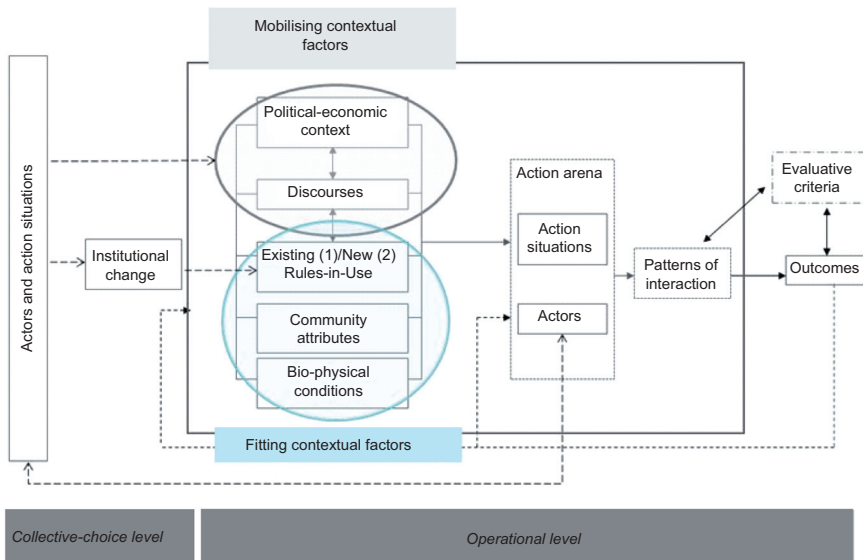 Mobilising contextual
factors
Actors and action situations
Political-economic
context
Discourses
Institutional
change
Existing (1)/New (2)
Rules-in-Use
Community
attributes
Bio-physical
conditions
Fitting contextual factors
Action arena
Action
situations
Actors
Patterns of
interaction
Evaluative
criteria
Outcomes
Collective-choice level
Operational level